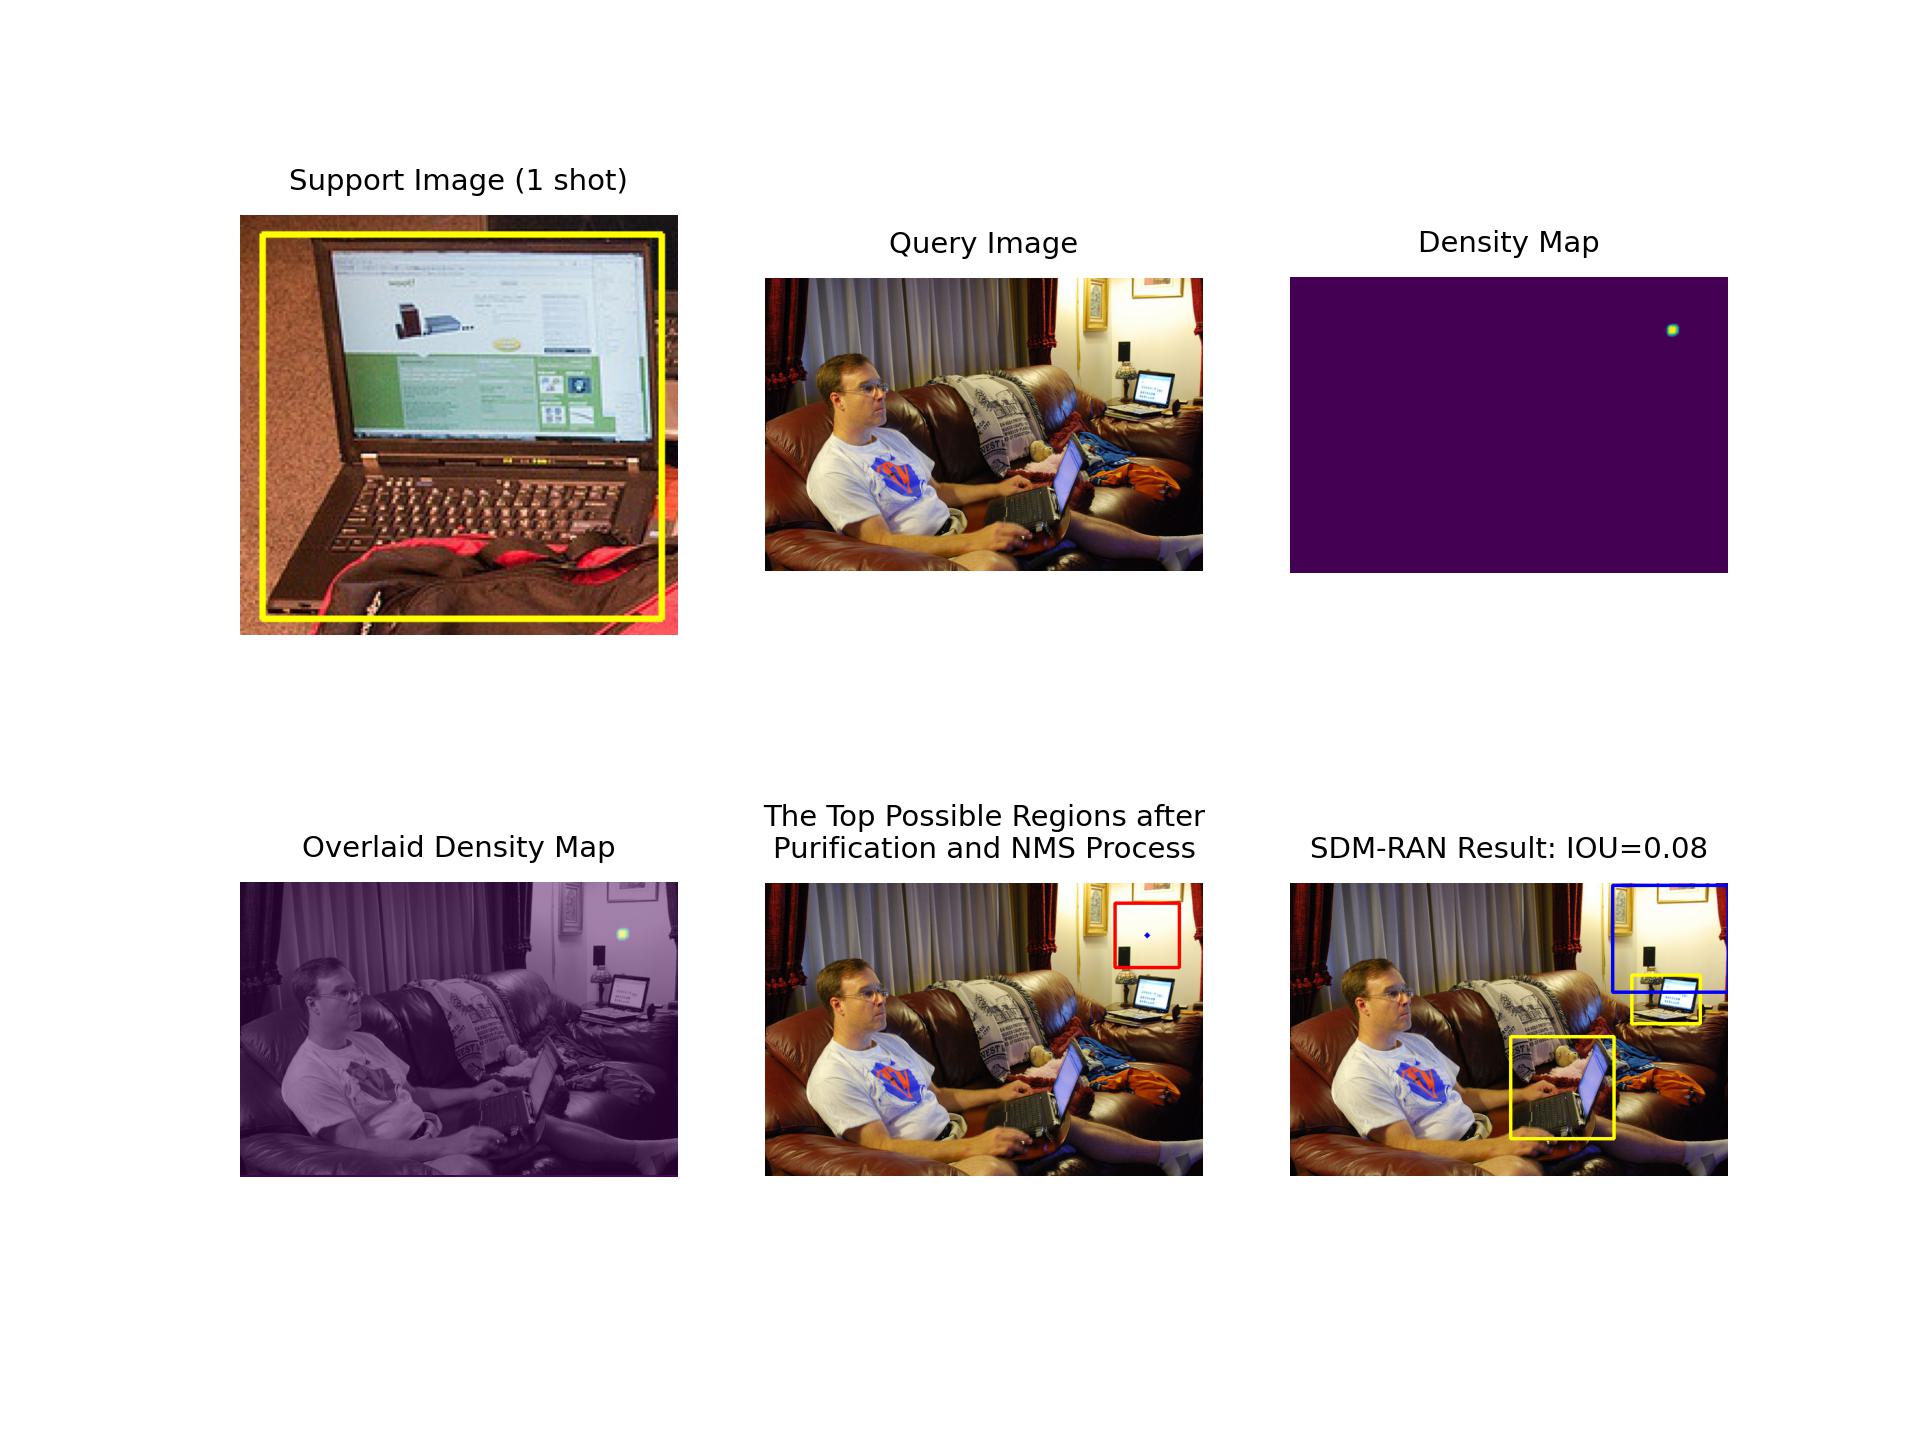 Support Image (1 shot)
Query Image
Density Map
Overlaid Density Map
The Top Possible Regions after
Purification and NMS Process
SDM-RAN Result: IOU=0.08